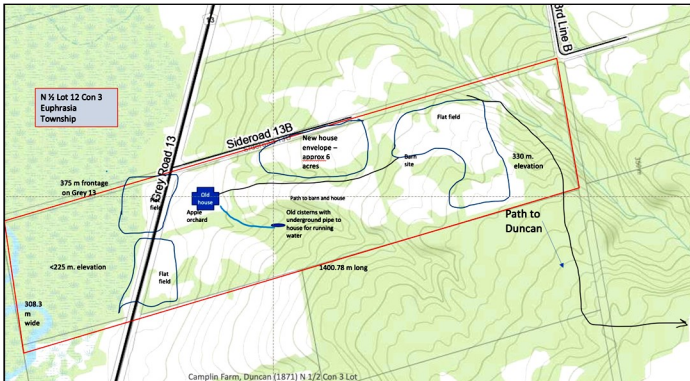 13
3rd Line B
N ½ Lot 12 Con 3
Euphrasia
Township
Sideroad 13B
Grey Road 13
New house
envelope –
approx 6
acres
Flat field
Barn
site
330 m.
elevation
375 m frontage
on Grey 13
field
Old
house
Apple
orchard
Path to barn and house
Old cisterns with
underground pipe to
house for running
water
Path to
Duncan
<225 m. elevation
Flat
field
1400.78 m long
308.3
m
wide
Camplin Farm, Duncan (1871) N 1/2 Con 3 Lot